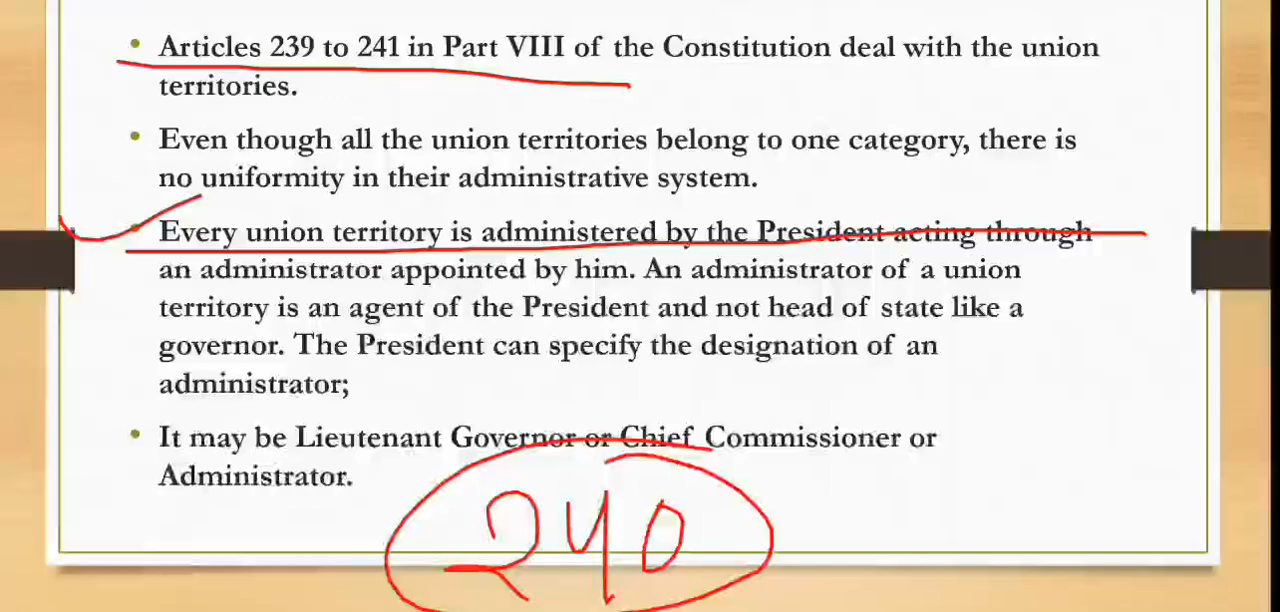 • Articles 239 to 241 in Part VIII of the Constitution deal with the union
territories.
• Even though all the union territories belong to one category, there is
no uniformity in their administrative system.
• Every union territory is administered by the President acting through
an administrator appointed by him. An administrator of a union
territory is an agent of the President and not head of state like a
governor. The President can specify the designation of an
administrator;
• It may be Lieutenant Governor or Chief Commissioner or
Administrator.
240